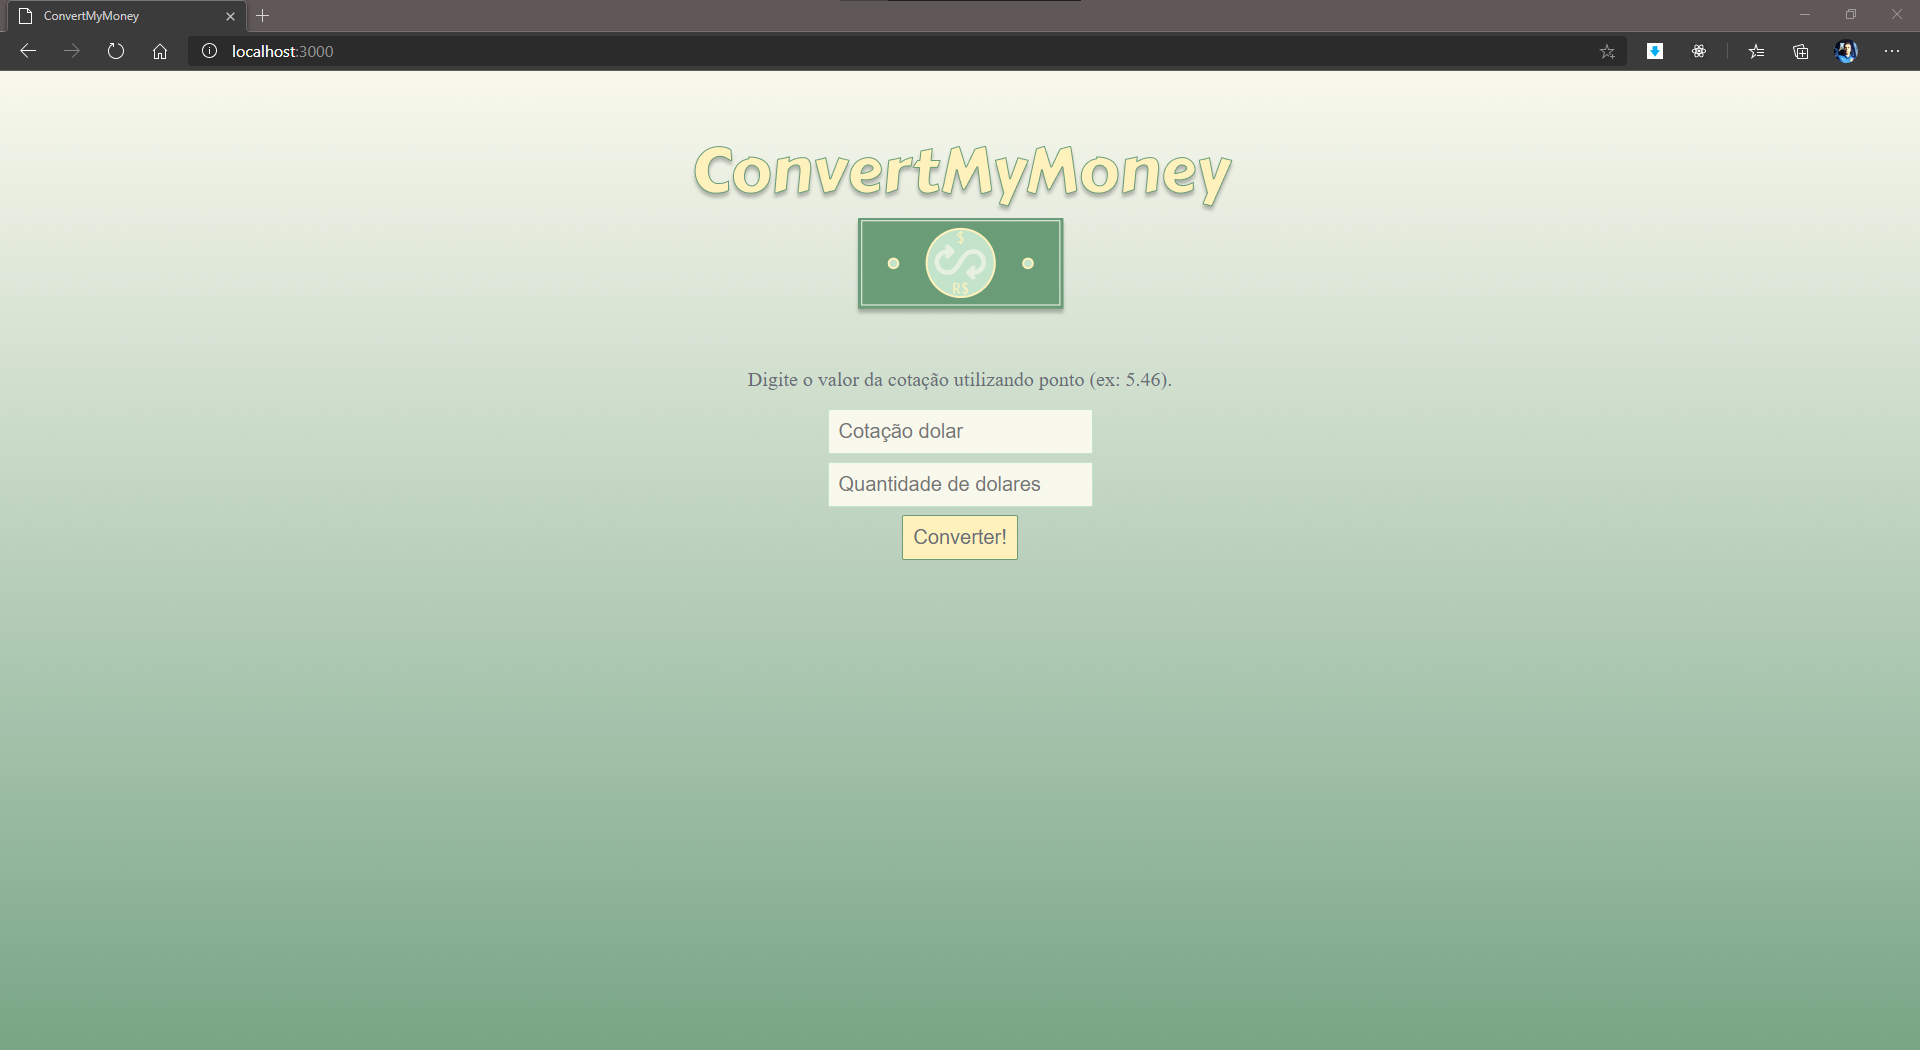 ConvertMyMoney
localhost:3000
ConvertMyMoney
$
R$
Digite o valor da cotação utilizando ponto (ex: 5.46).
Cotação dolar
Quantidade de dolares
Converter!